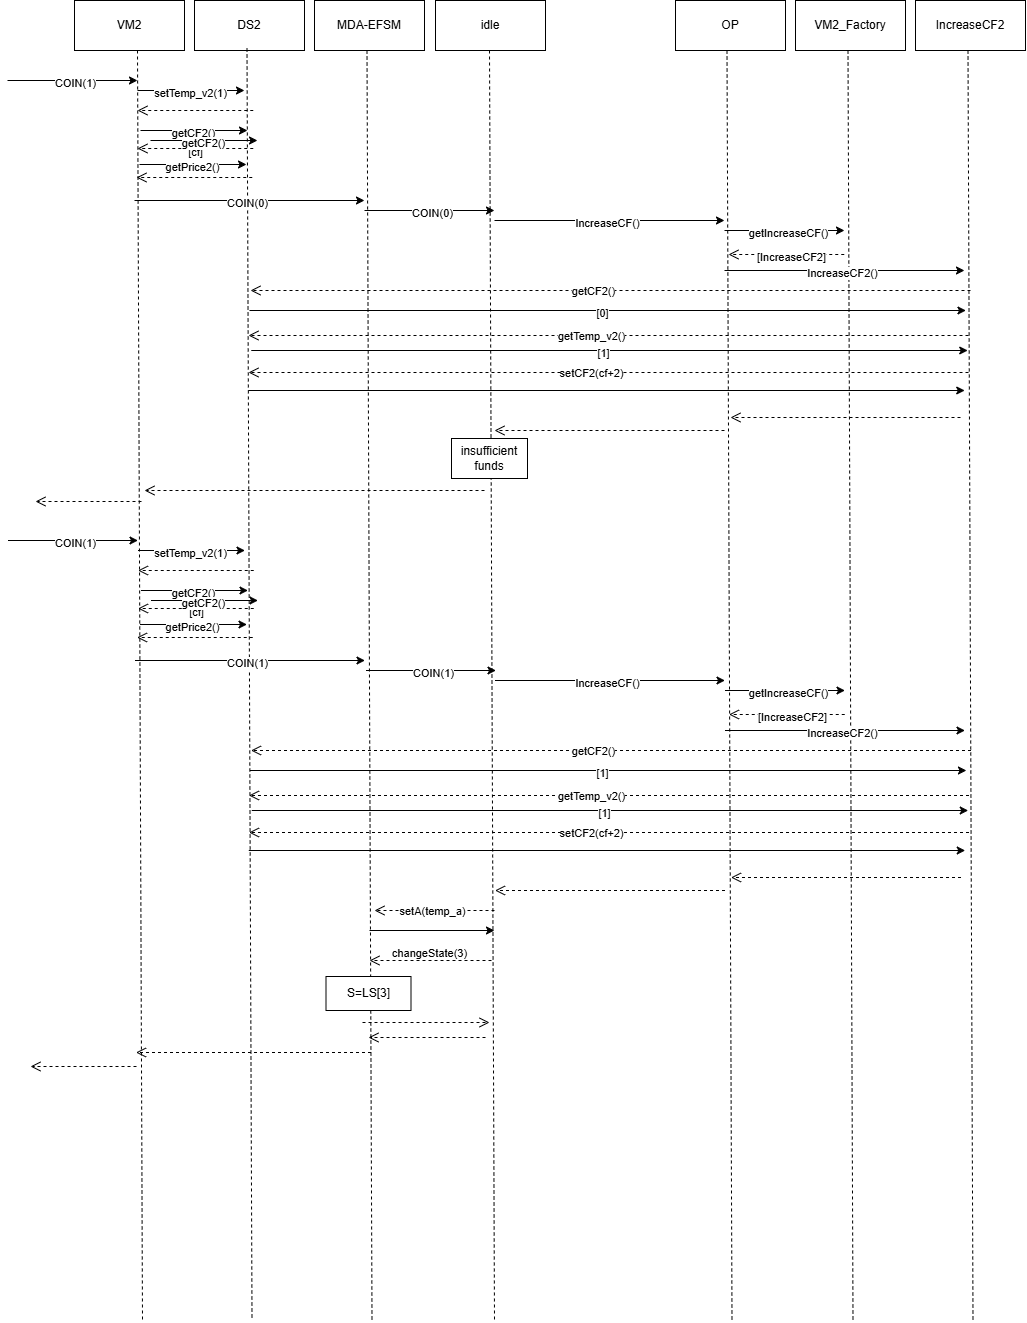 VM2
DS2
MDA-EFSM
idle
OP
VM2_Factory
IncreaseCF2
COIN(1)
setTemp_v2(1)
getCF2()
getCF2()
[cf]
getPrice2()
COIN(0)
COIN(0)
IncreaseCF()
getIncreaseCF()
[IncreaseCF2]
IncreaseCF2()
getCF2()
[0]
getTemp_v2()
[1]
setCF2(cf+2)
insufficient
funds
COIN(1)
setTemp_v2(1)
getCF2()
getCF2()
[cf]
getPrice2()
COIN(1)
COIN(1)
IncreaseCF()
getIncreaseCF()
[IncreaseCF2]
IncreaseCF2()
getCF2()
[1]
getTemp_v2()
[1]
setCF2(cf+2)
setA(temp_a)
changeState(3)
S=LS[3]